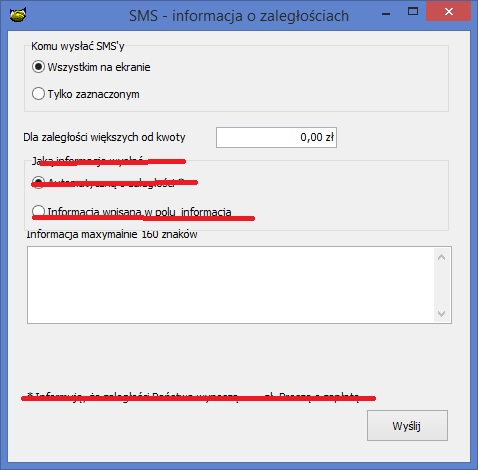 SMS - informacja o zaległościach
Komu wysłać SMS'y
Wszystkim na ekranie
Tylko zaznaczonym
Dla zaległości większych od kwoty
0,00 zł
Jaką informację wysłać
Automatyczną o zaległości *
Informacja wpisana w polu informacja
Informacja maxymalnie 160 znaków
* Informuję, że zaległości Państwa wynoszą zł. Proszę o zapłatę
Wyślij